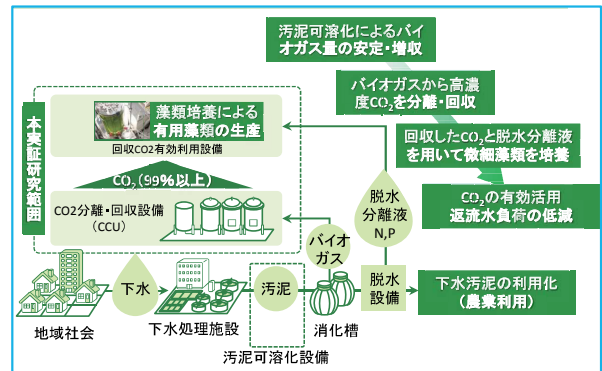 汚泥可溶化によるバイ
オガス量の安定・増収
バイオガスから高濃
度CO₂を分離・回収
回収したCO₂と脱水分離液
を用いて微細藻類を培養
CO₂の有効活用
返流水負荷の低減
本実証研究範囲
藻類培養による
有用藻類の生産
回収CO2有効利用設備
CO₂（99%以上）
CO2分離・回収設備
（CCU）
脱水
分離液
N,P
バイオ
ガス
下水
汚泥
脱水
設備
下水汚泥の利用化
（農業利用）
地域社会
下水処理施設
消化槽
汚泥可溶化設備